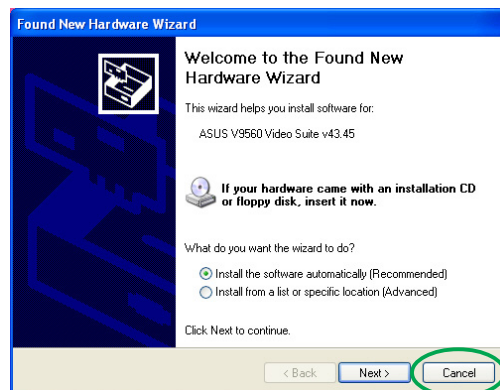 Found New Hardware Wizard
Welcome to the Found New
Hardware Wizard
This wizard helps you install software for:
ASUS V9560 Video Suite v43.45
If your hardware came with an installation CD
or floppy disk, insert it now.
What do you want the wizard to do?
Install the software automatically (Recommended)
Install from a list or specific location (Advanced)
Click Next to continue.
< Back
Next >
Cancel